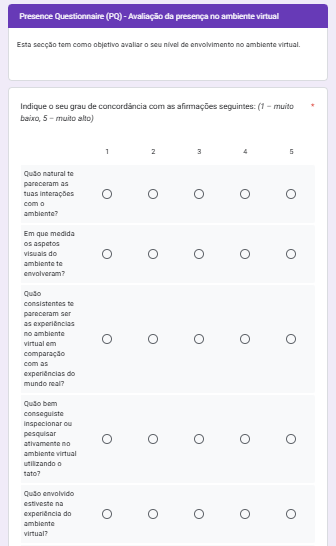 Presence Questionnaire (PQ) - Avaliação da presença no ambiente virtual
Esta secção tem como objetivo avaliar o seu nível de envolvimento no ambiente virtual.
Indique o seu grau de concordância com as afirmações seguintes: (1 – muito *
baixo, 5 – muito alto)
1 2 3 4 5
Quão natural te
pareceram as
tuas interações
com o
ambiente?
Em que medida
os aspetos
visuais do
ambiente te
envolveram?
Quão
consistentes te
pareceram ser
as experiências
no ambiente
virtual em
comparação
com as
experiências do
mundo real?
Quão bem
conseguiste
inspecionar ou
pesquisar
ativamente no
ambiente virtual
utilizando o
tato?
Quão envolvido
estiveste na
experiência do
ambiente
virtual?